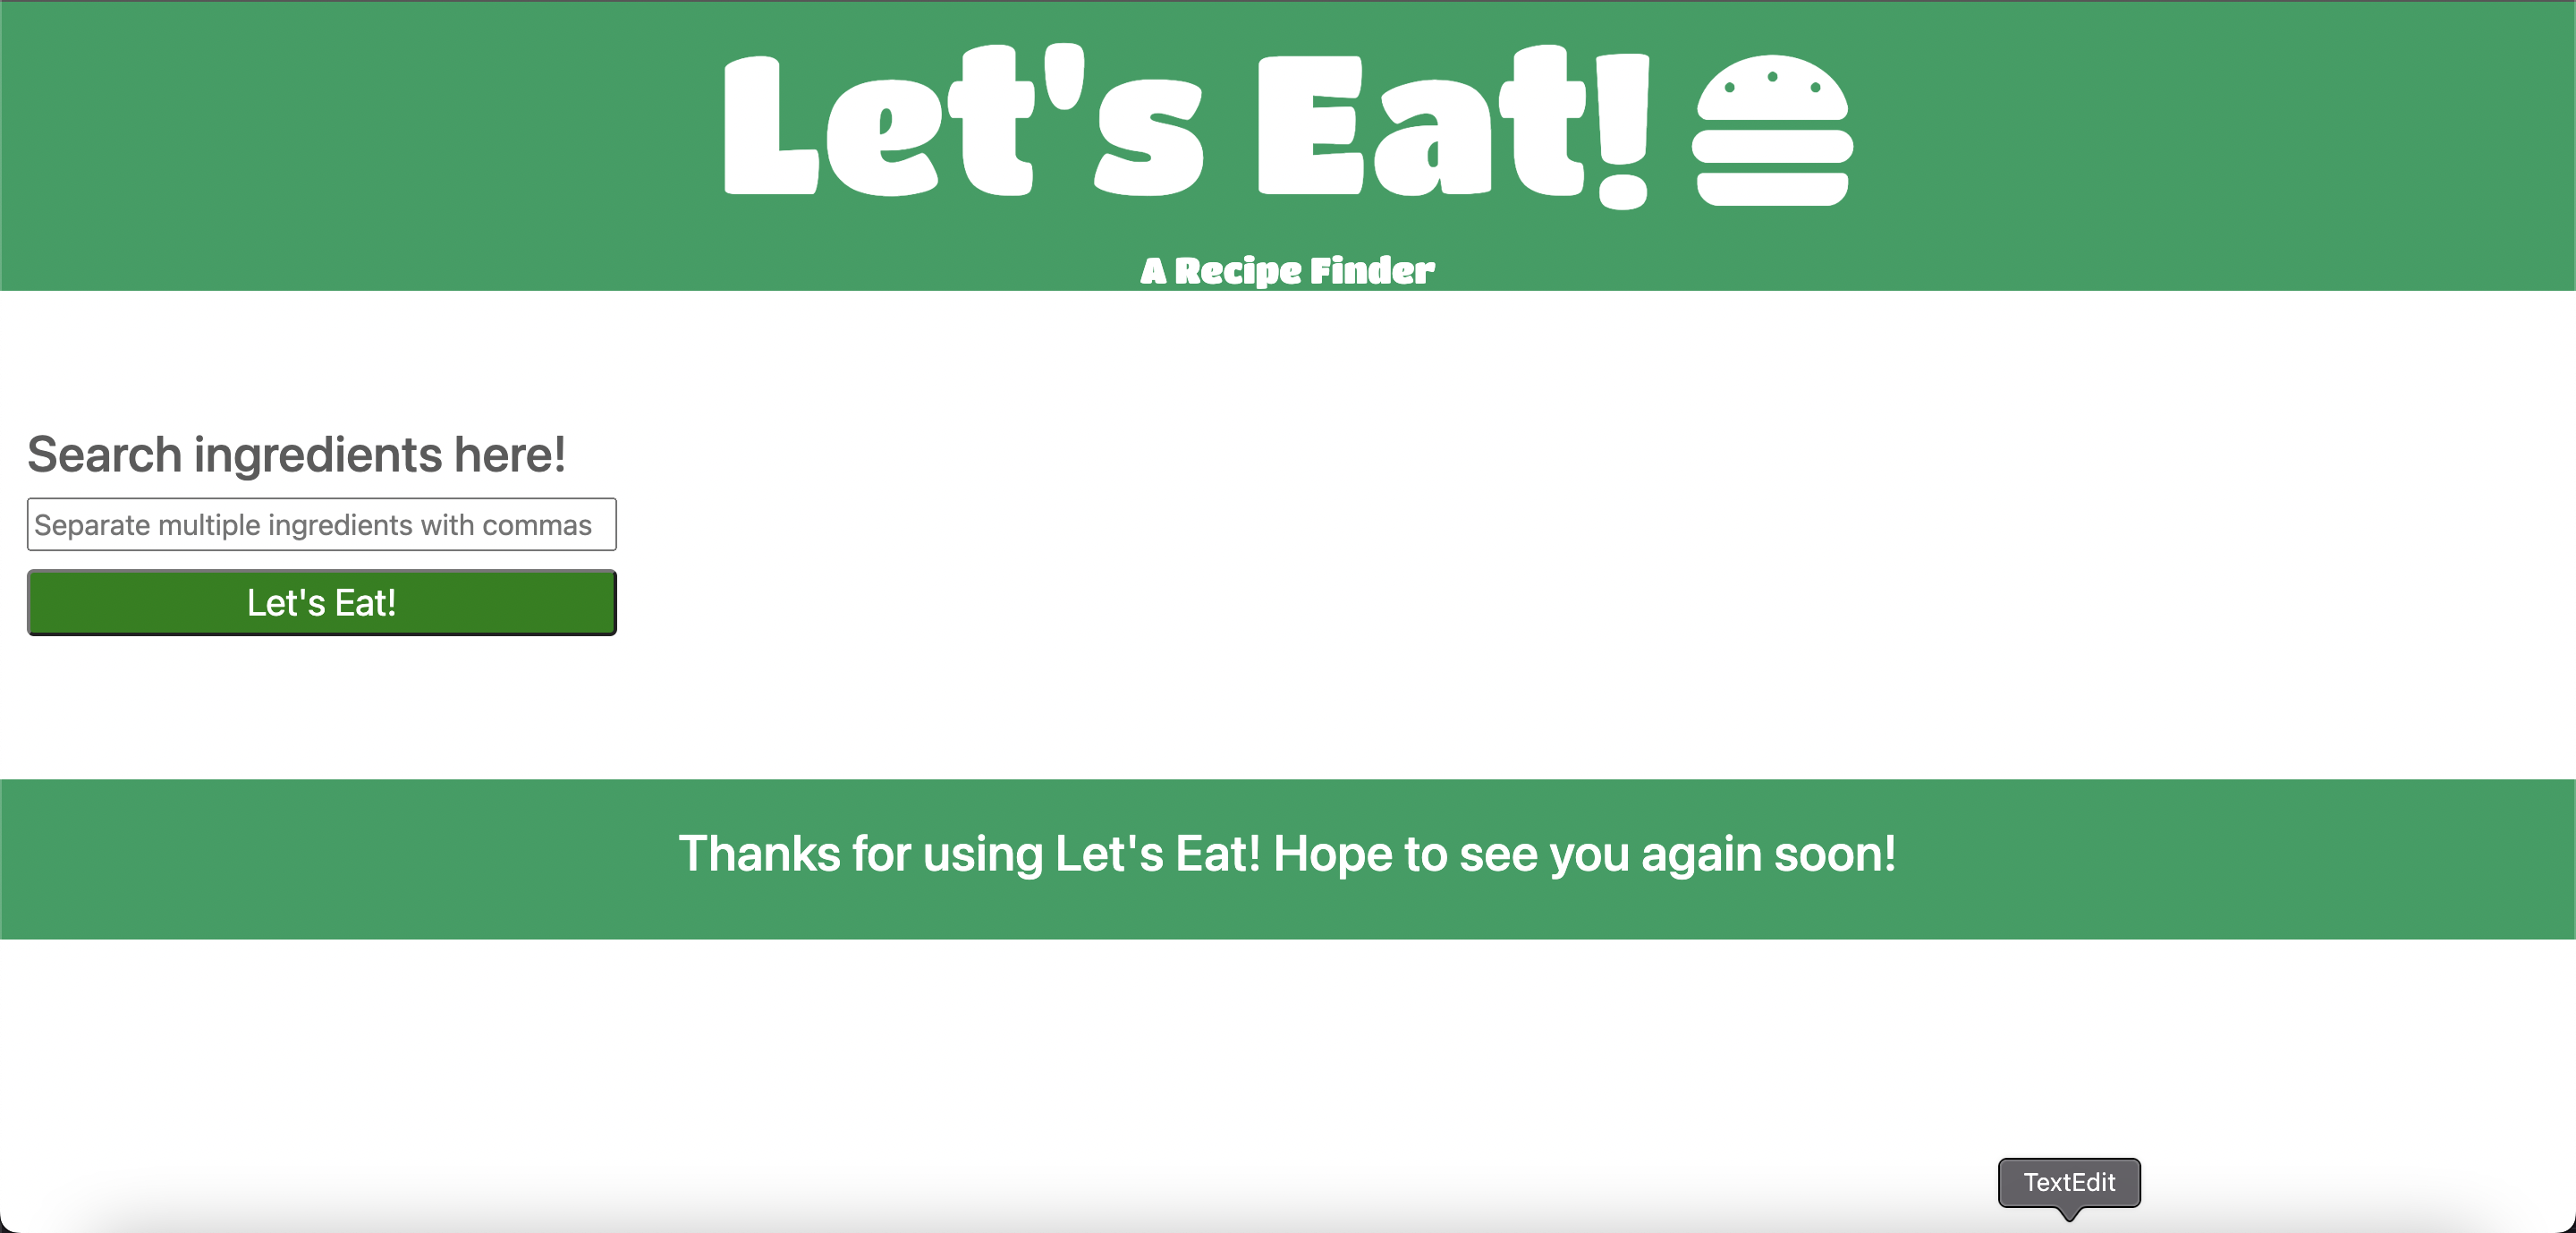 Let's Eat!
A Recipe Finder
Search ingredients here!
Separate multiple ingredients with commas
Let's Eat!
Thanks for using Let's Eat! Hope to see you again soon!
TextEdit